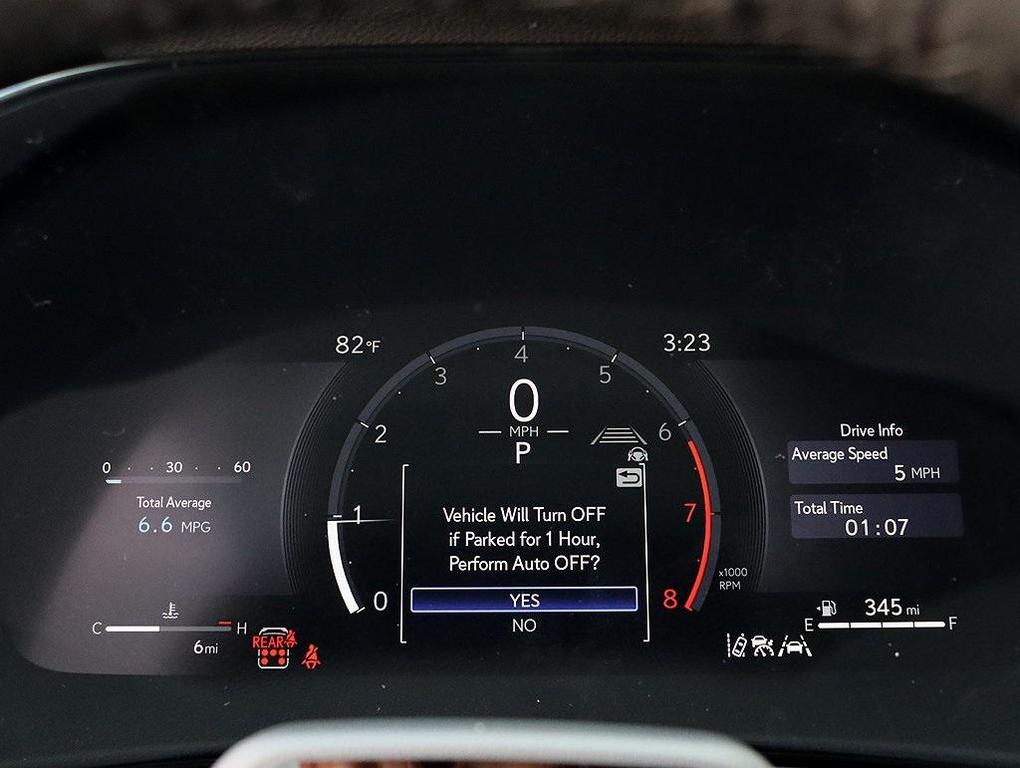 82°F
3:23
0
1
2
3
4
5
6
7
8
x1000
RPM
0
MPH
P
Vehicle Will Turn OFF
if Parked for 1 Hour,
Perform Auto OFF?
YES
NO
0 30 60
Total Average
6.6 MPG
C H
6mi
REAR
Drive Info
Average Speed
5 MPH
Total Time
01:07
345 mi
E F